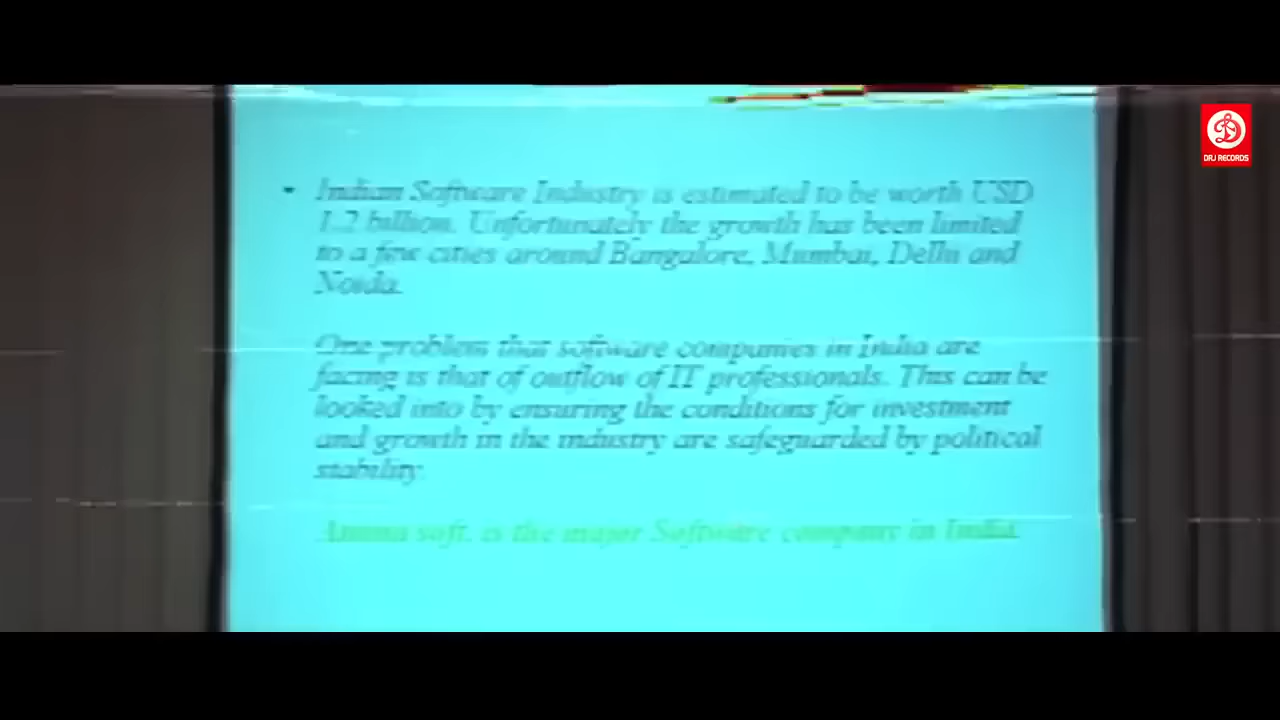 • Indian Software Industry is estimated to be worth USD
1.2 billion. Unfortunately the growth has been limited
to a few cities around Bangalore, Mumbai, Delhi and
Noida.
One problem that software companies in India are
facing is that of outflow of IT professionals. This can be
looked into by ensuring the conditions for investment
and growth in the industry are safeguarded by political
stability.
soft. is the major Software company in India.
DRJ RECORDS